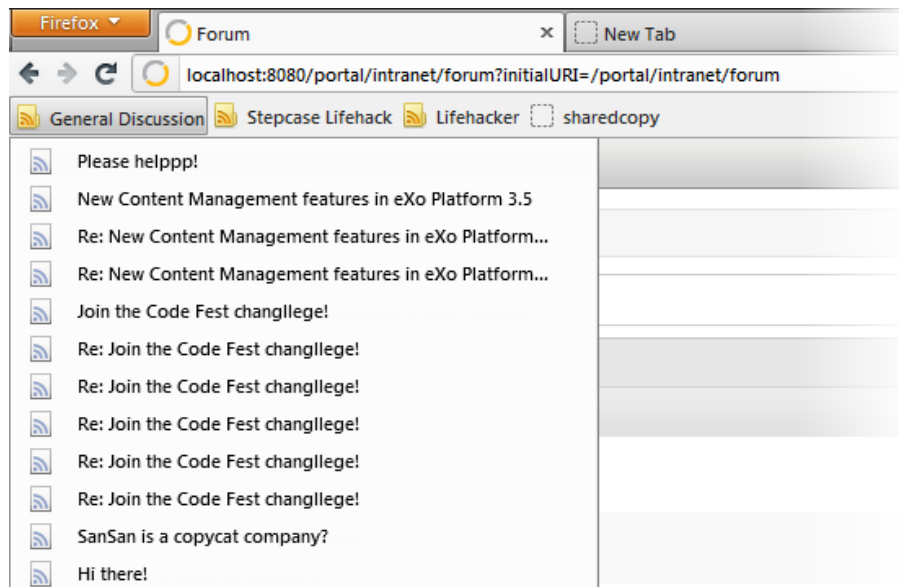 Firefox
Forum
New Tab
localhost:8080/portal/intranet/forum?initialURI=/portal/intranet/forum
General Discussion Stepcase Lifehack Lifehacker sharedcopy
Please helppp!
New Content Management features in eXo Platform 3.5
Re: New Content Management features in eXo Platform...
Re: New Content Management features in eXo Platform...
Join the Code Fest changllege!
Re: Join the Code Fest changllege!
Re: Join the Code Fest changllege!
Re: Join the Code Fest changllege!
Re: Join the Code Fest changllege!
Re: Join the Code Fest changllege!
SanSan is a copycat company?
Hi there!